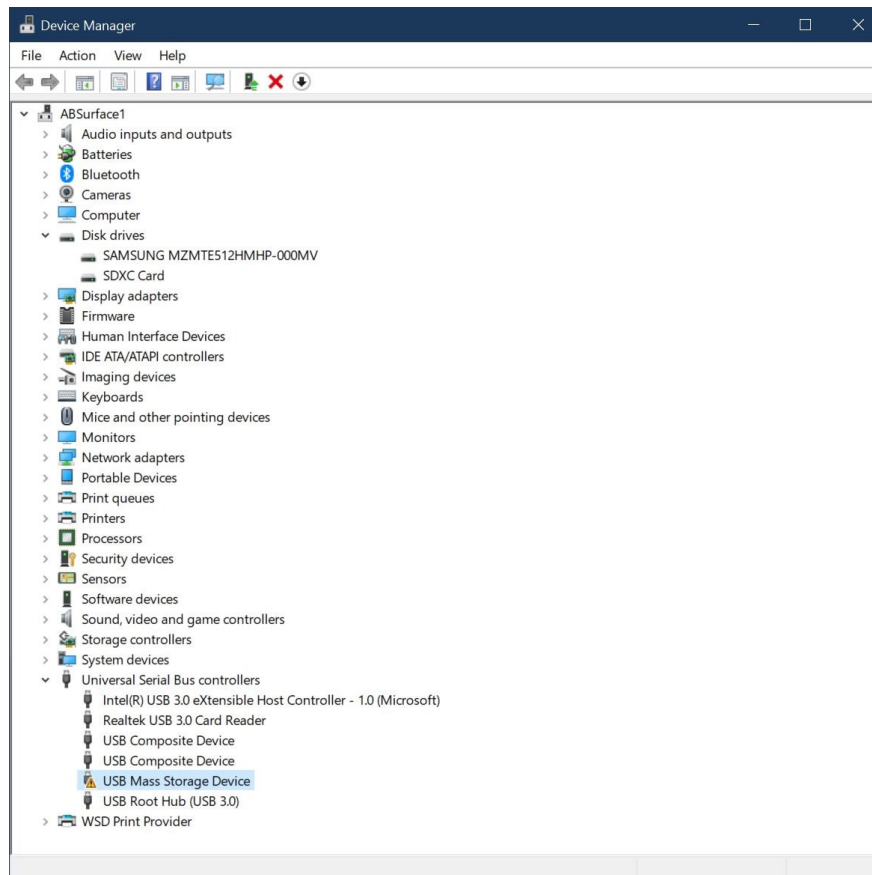 Device Manager
File Action View Help
ABSurface1
Audio inputs and outputs
Batteries
Bluetooth
Cameras
Computer
Disk drives
SAMSUNG MZMTE512HMHP-000MV
SDXC Card
Display adapters
Firmware
Human Interface Devices
IDE ATA/ATAPI controllers
Imaging devices
Keyboards
Mice and other pointing devices
Monitors
Network adapters
Portable Devices
Print queues
Printers
Processors
Security devices
Sensors
Software devices
Sound, video and game controllers
Storage controllers
System devices
Universal Serial Bus controllers
Intel(R) USB 3.0 eXtensible Host Controller - 1.0 (Microsoft)
Realtek USB 3.0 Card Reader
USB Composite Device
USB Composite Device
USB Mass Storage Device
USB Root Hub (USB 3.0)
WSD Print Provider